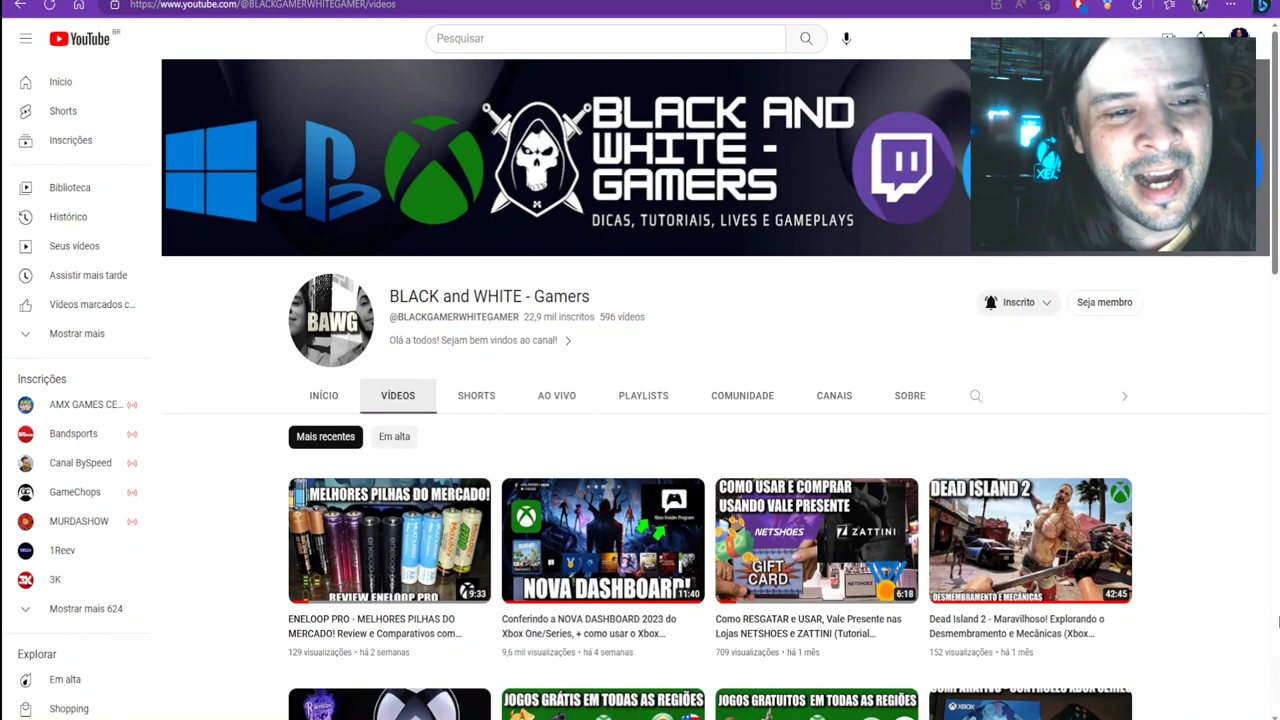 https://www.youtube.com/@BLACKGAMERWHITEGAMER/videos
YouTube BR
Pesquisar
Início
Shorts
Inscrições
Biblioteca
Histórico
Seus vídeos
Assistir mais tarde
Vídeos marcados c...
Mostrar mais
Inscrições
AMX GAMES CE...
Bandsports
Canal BySpeed
GameChops
MURDASHOW
1Reev
3K
Mostrar mais 624
Explorar
Em alta
Shopping
BLACK AND
WHITE -
GAMERS
DICAS, TUTORIAIS, LIVES E GAMEPLAYS
BAWG
BLACK and WHITE - Gamers
@BLACKGAMERWHITEGAMER 22,9 mil inscritos 596 vídeos
Olá a todos! Sejam bem vindos ao canal!
Inscrito
Seja membro
INÍCIO
VÍDEOS
SHORTS
AO VIVO
PLAYLISTS
COMUNIDADE
CANAIS
SOBRE
Mais recentes
Em alta
MELHORES PILHAS DO MERCADO!
REVIEW ENELOOP PRO
9:33
ENELOOP PRO - MELHORES PILHAS DO
MERCADO! Review e Comparativos com...
129 visualizações • há 2 semanas
Xbox Insider Program
NOVA DASHBOARD!
11:40
Conferindo a NOVA DASHBOARD 2023 do
Xbox One/Series, + como usar o Xbox...
9,6 mil visualizações • há 4 semanas
COMO USAR E COMPRAR
USANDO VALE PRESENTE
NETSHOES
ZATTINI
GIFT
CARD
NETSHOES
6:18
Como RESGATAR e USAR, Vale Presente nas
Lojas NETSHOES e ZATTINI (Tutorial...
709 visualizações • há 1 mês
DEAD ISLAND 2
DESMEMBRAMENTO E MECÂNICAS
42:45
Dead Island 2 - Maravilhoso! Explorando o
Desmembramento e Mecânicas (Xbox...
152 visualizações • há 1 mês
JOGOS GRÁTIS EM TODAS AS REGIÕES
JOGOS GRATUITOS EM TODAS AS REGIÕES
COMPARATIVO - CONTROLE XBOX SERIES
XBOX